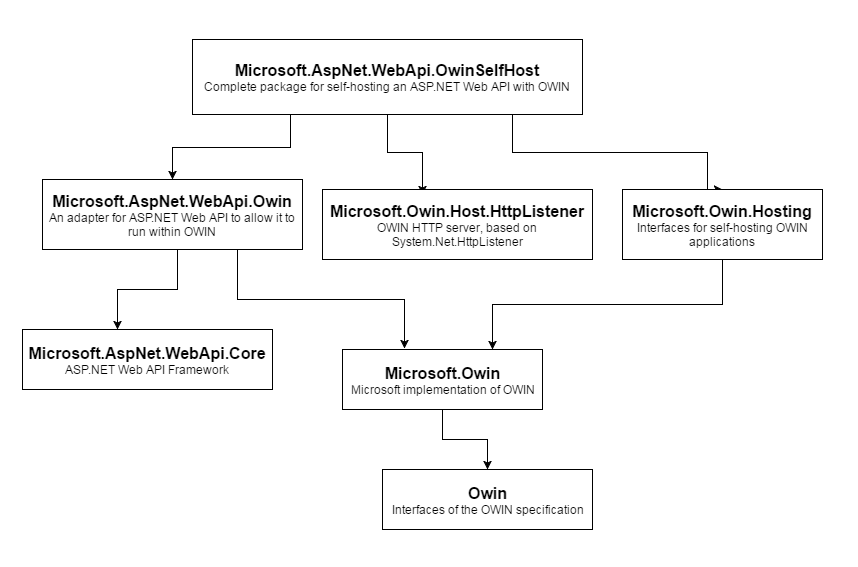 Microsoft.AspNet.WebApi.OwinSelfHost
Complete package for self-hosting an ASP.NET Web API with OWIN
Microsoft.AspNet.WebApi.Owin
An adapter for ASP.NET Web API to allow it to
run within OWIN
Microsoft.Owin.Host.HttpListener
OWIN HTTP server, based on
System.Net.HttpListener
Microsoft.Owin.Hosting
Interfaces for self-hosting OWIN
applications
Microsoft.AspNet.WebApi.Core
ASP.NET Web API Framework
Microsoft.Owin
Microsoft implementation of OWIN
Owin
Interfaces of the OWIN specification